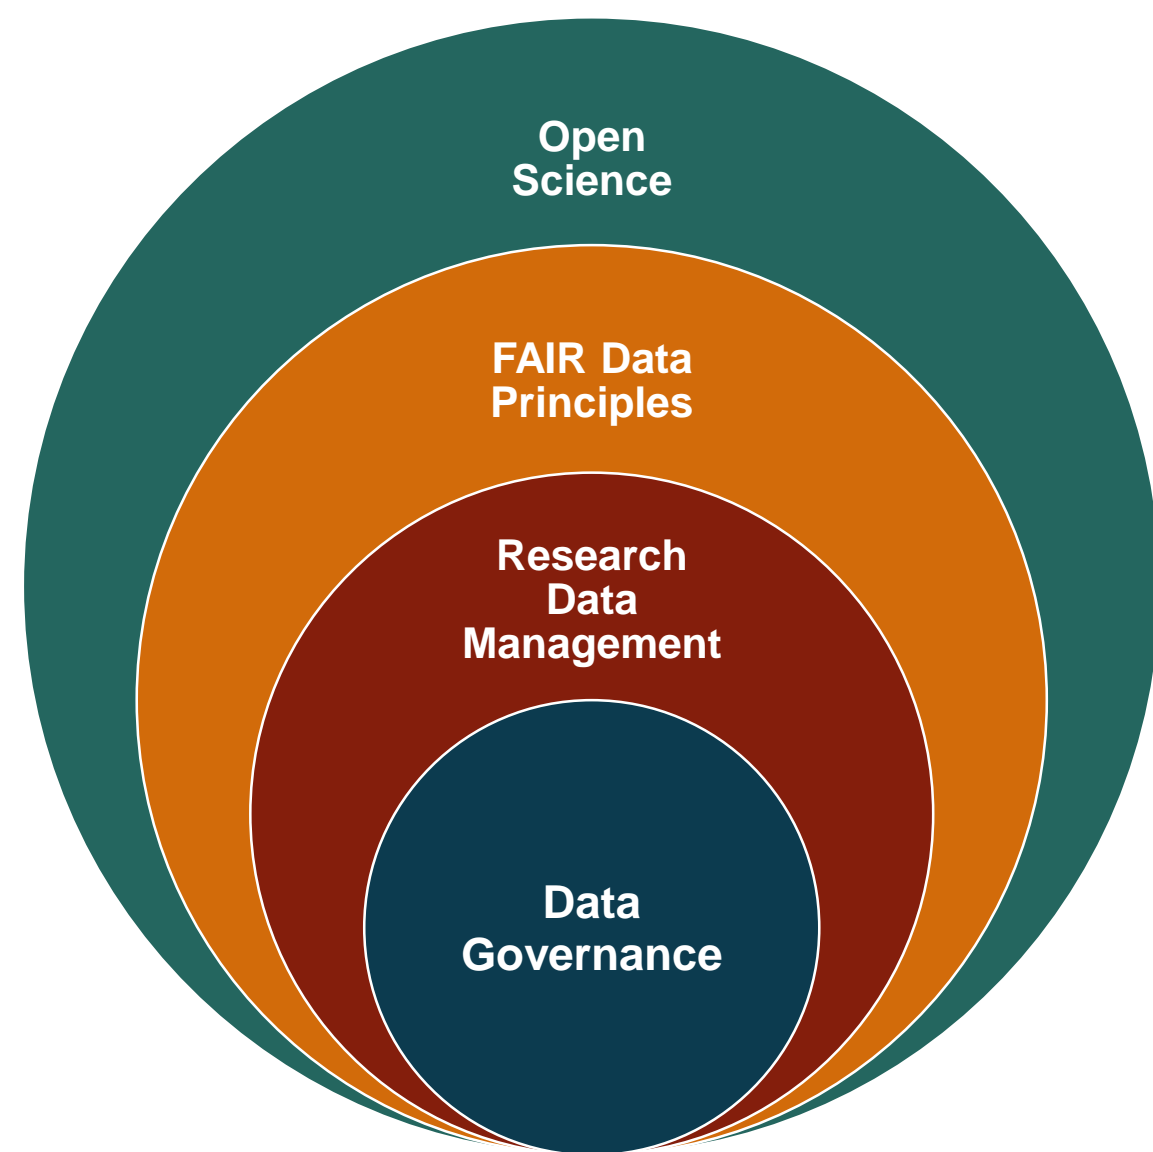 Open
Science
FAIR Data
Principles
Research
Data
Management
Data
Governance